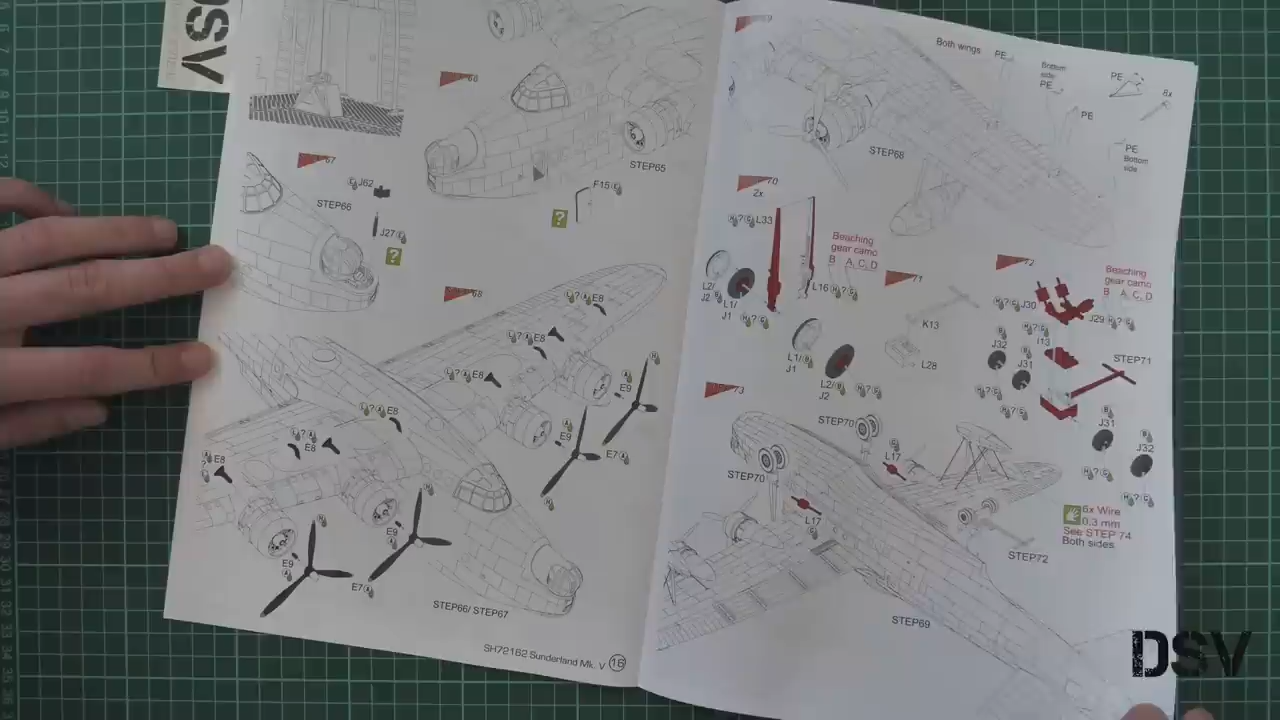 DSV
66
STEP65
F15
?
67
STEP66
J62
J27
?
68
E8
E8
E8
E8
E8
E8
E8
E9
E9
E7
E9
E9
E7
STEP66/ STEP67
SH72162 Sunderland Mk. V 16
69
Both wings
PE
Bottom
side
PE
PE
8x
PE
PE
Bottom
side
STEP68
70
2x
L33
L2/
J2
L1/
J1
L16
Beaching
gear camo
B A, C, D
L1/
J1
L2/
J2
71
K13
L28
72
Beaching
gear camo
B A, C, D
J30
J29
I13
J32
J31
STEP71
J31
J32
73
STEP70
L17
STEP70
L17
6x Wire
0.3 mm
See STEP 74
Both sides
STEP72
STEP69
DSV